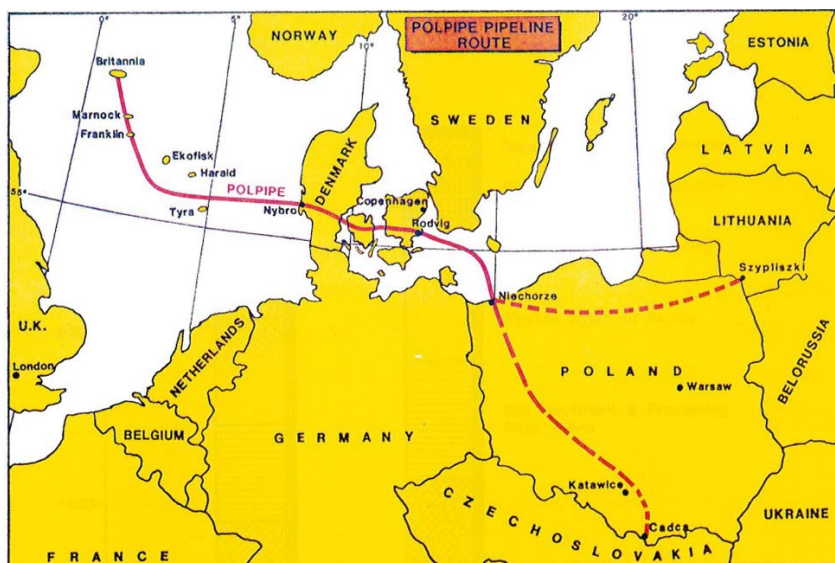 0°
5°
10°
20°
POLPIPE PIPELINE
ROUTE
NORWAY
SWEDEN
ESTONIA
LATVIA
LITHUANIA
BELORUSSIA
UKRAINE
Britannia
Marnock
Franklin
Ekofisk
Harald
Tyra
POLPIPE
Nybro
DENMARK
Copenhagen
Rodvig
55°
Niechorze
Szypliszki
U.K.
London
NETHERLANDS
BELGIUM
GERMANY
POLAND
Warsaw
Katawice
CZECHOSLOVAKIA
Cadca
FRANCE